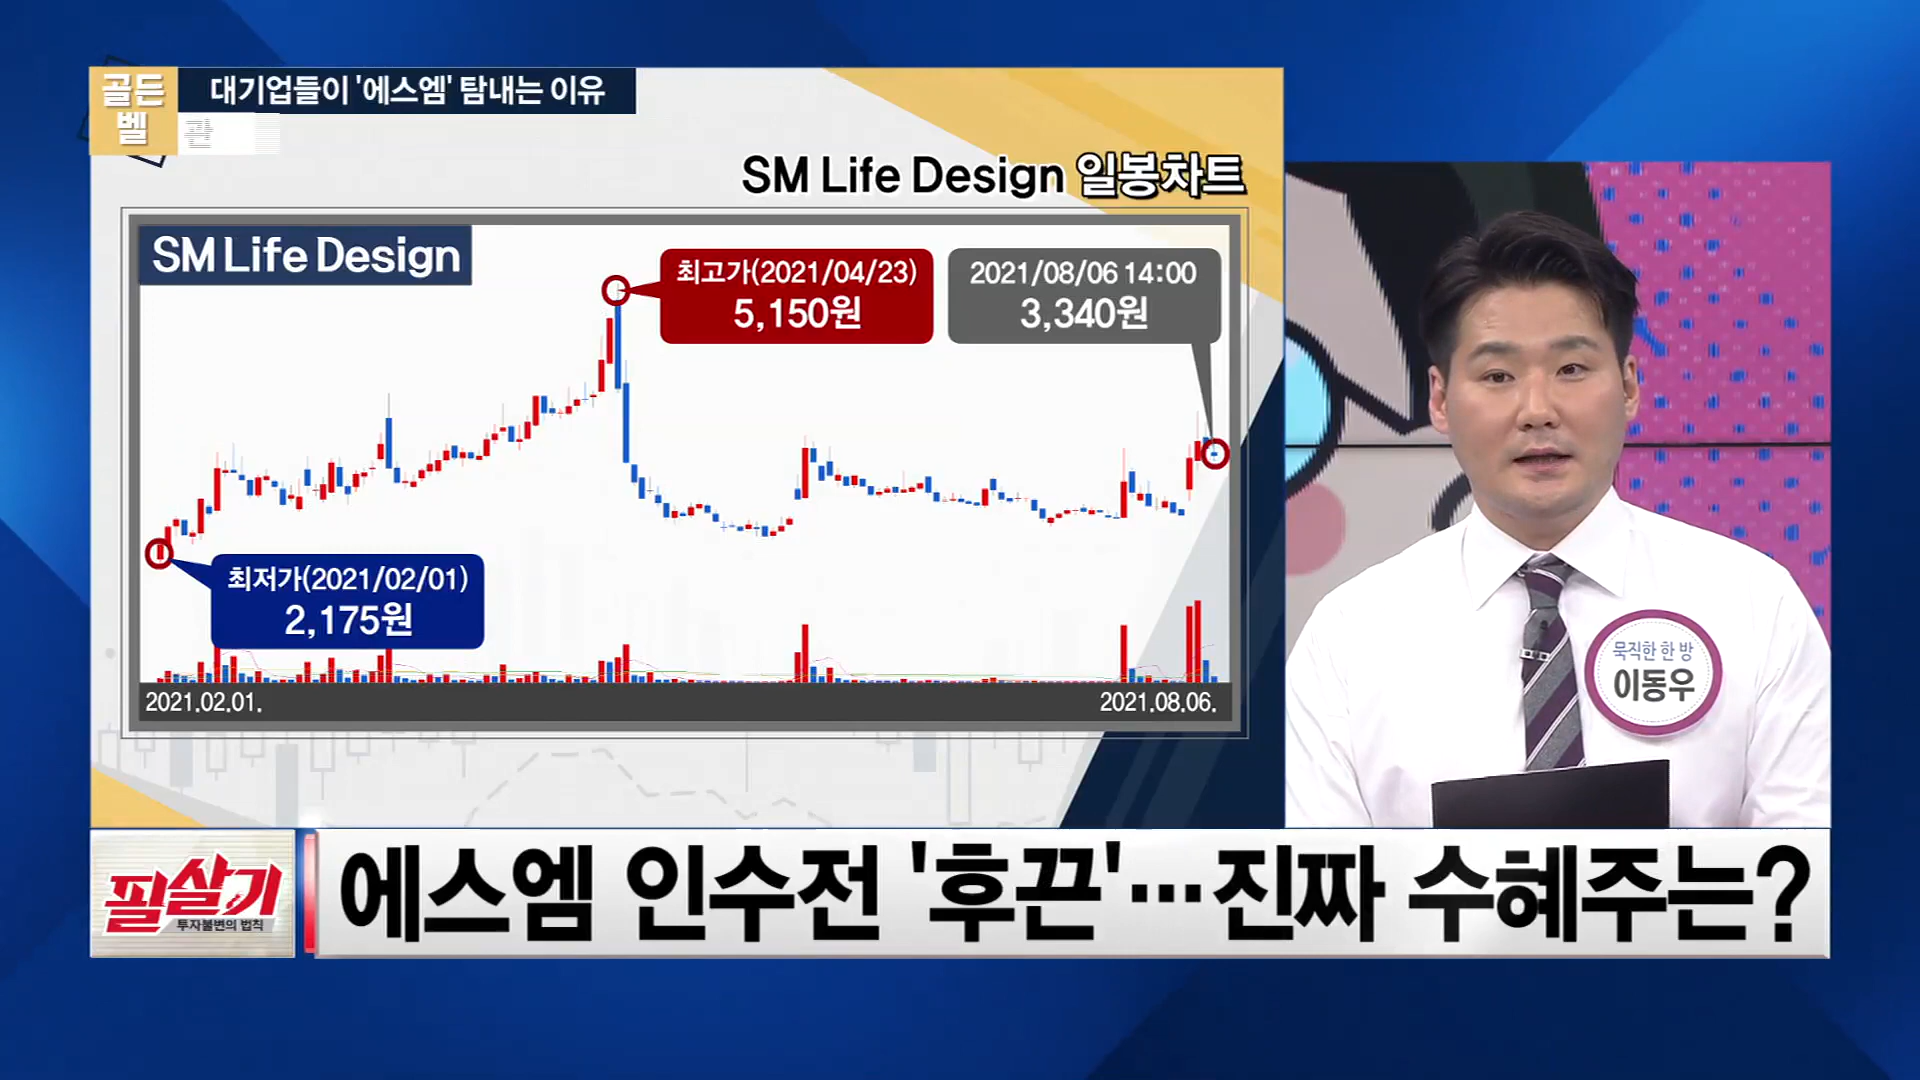 골든
벨
대기업들이 '에스엠' 탐내는 이유
관
SM Life Design 일봉차트
SM Life Design
최고가(2021/04/23)
5,150원
2021/08/06 14:00
3,340원
최저가(2021/02/01)
2,175원
2021.02.01.
2021.08.06.
묵직한 한 방
이동우
필살기
투자불변의 법칙
에스엠 인수전 '후끈'…진짜 수혜주는?